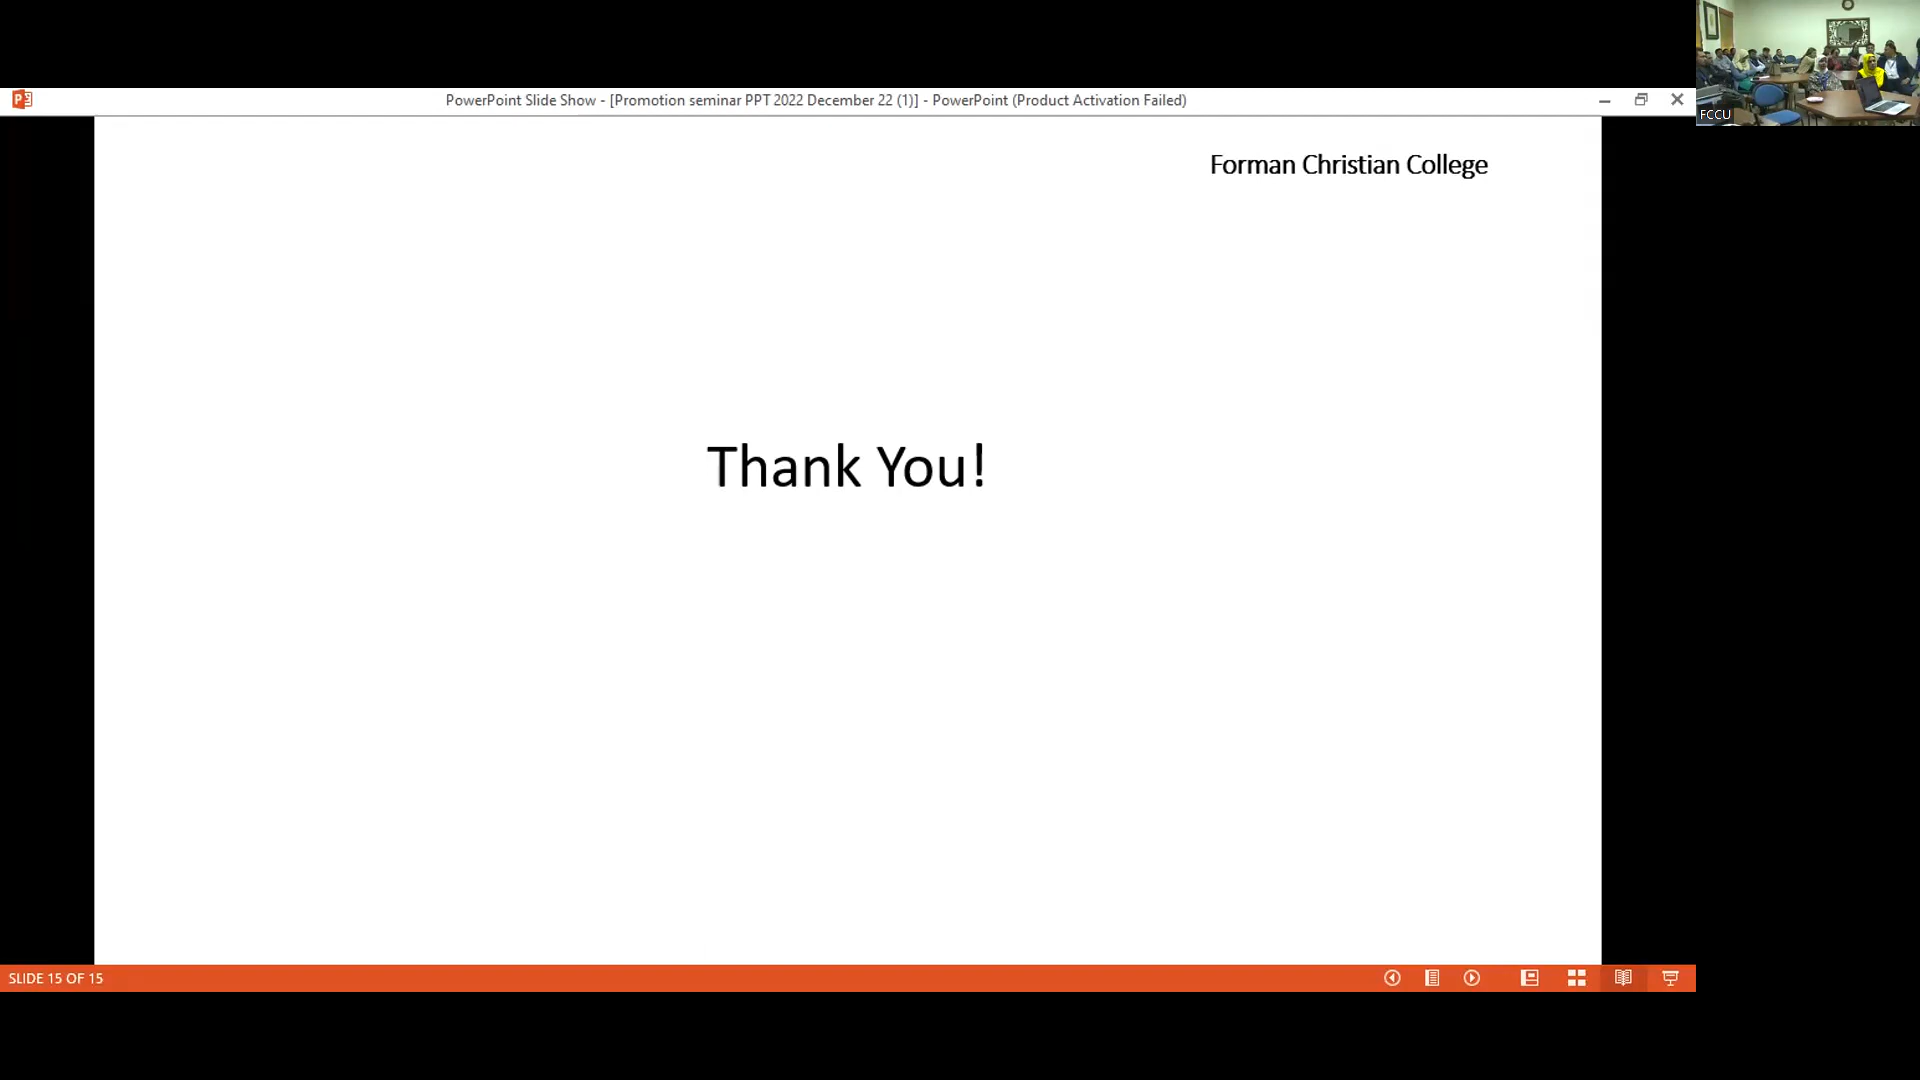 PowerPoint Slide Show - [Promotion seminar PPT 2022 December 22 (1)] - PowerPoint (Product Activation Failed)
FCCU
Forman Christian College
Thank You!
SLIDE 15 OF 15